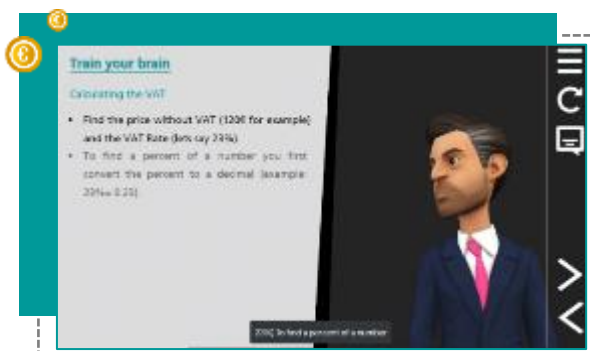 Train your brain
Calculating the VAT
• Find the price without VAT (120€ for example)
and the VAT Rate (lets say 23%)
• To find a percent of a number you first
convert the percent to a decimal (example:
23%= 0.23).
23%) To find a percent of a number